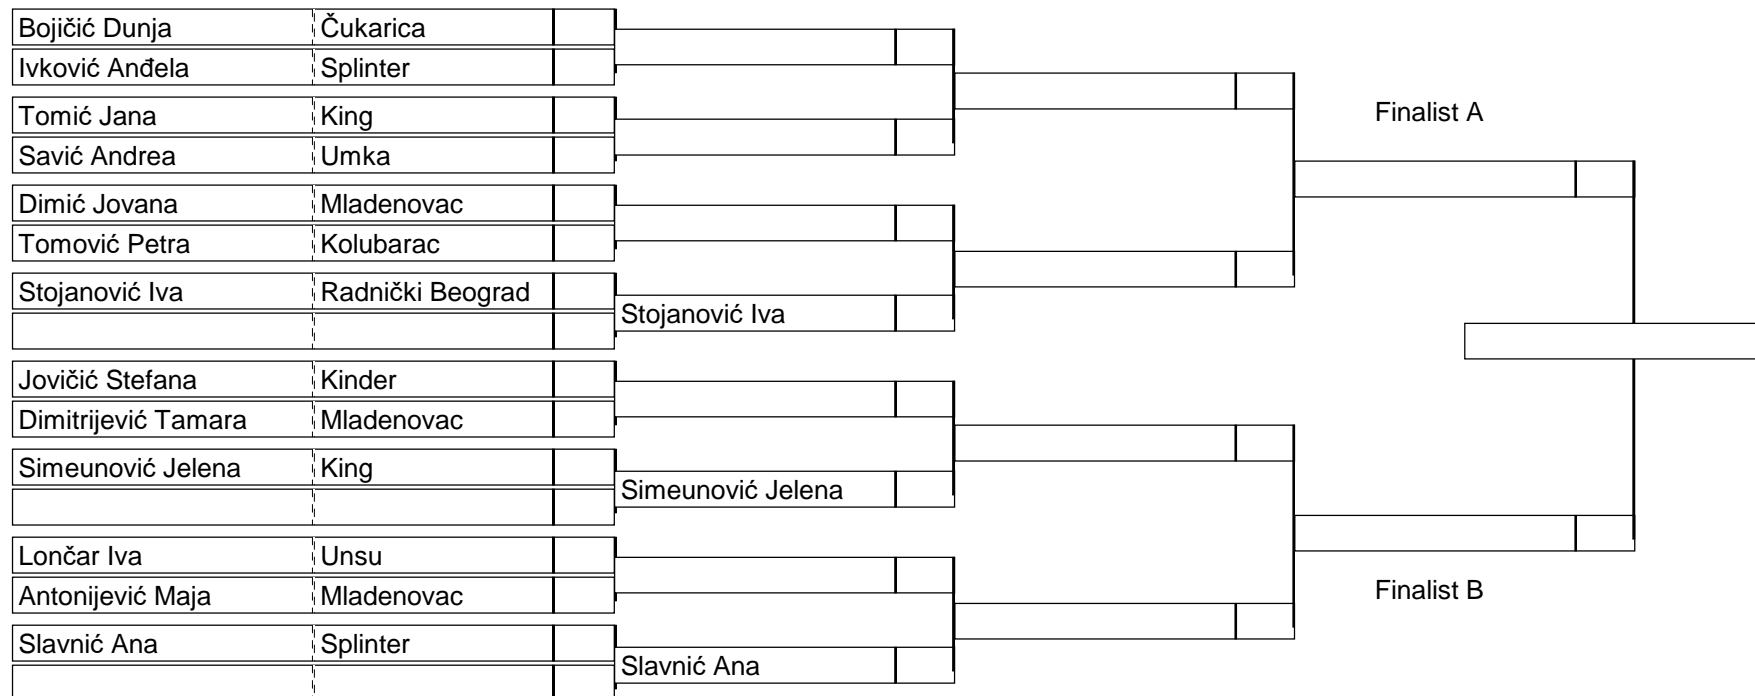 Bojičić Dunja Čukarica
Ivković Anđela Splinter
Tomić Jana King
Finalist A
Savić Andrea Umka
Dimić Jovana Mladenovac
Tomović Petra Kolubarac
Stojanović Iva Radnički Beograd
Stojanović Iva
Jovičić Stefana Kinder
Dimitrijević Tamara Mladenovac
Simeunović Jelena King
Simeunović Jelena
Lončar Iva Unsu
Antonijević Maja Mladenovac
Finalist B
Slavnić Ana Splinter
Slavnić Ana